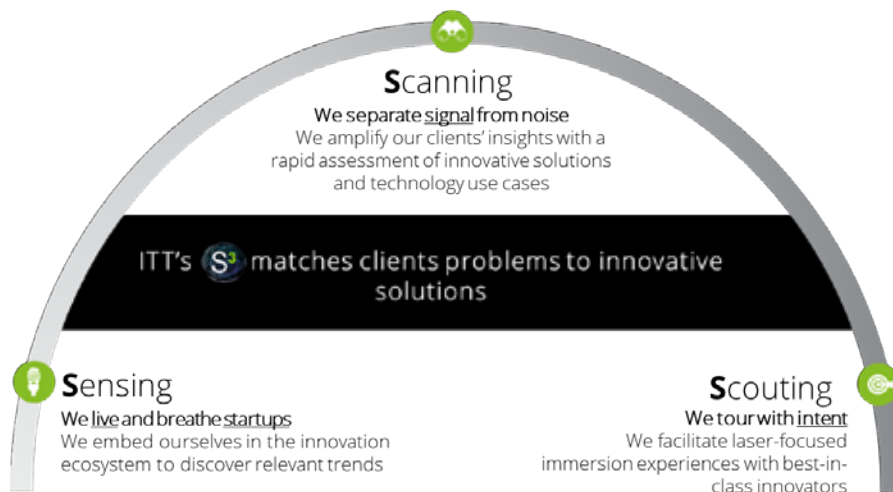 Scanning
We separate signal from noise
We amplify our clients' insights with a
rapid assessment of innovative solutions
and technology use cases
ITT's S³ matches clients problems to innovative
solutions
Sensing
We live and breathe startups
We embed ourselves in the innovation
ecosystem to discover relevant trends
Scouting
We tour with intent
We facilitate laser-focused
immersion experiences with best-in-
class innovators